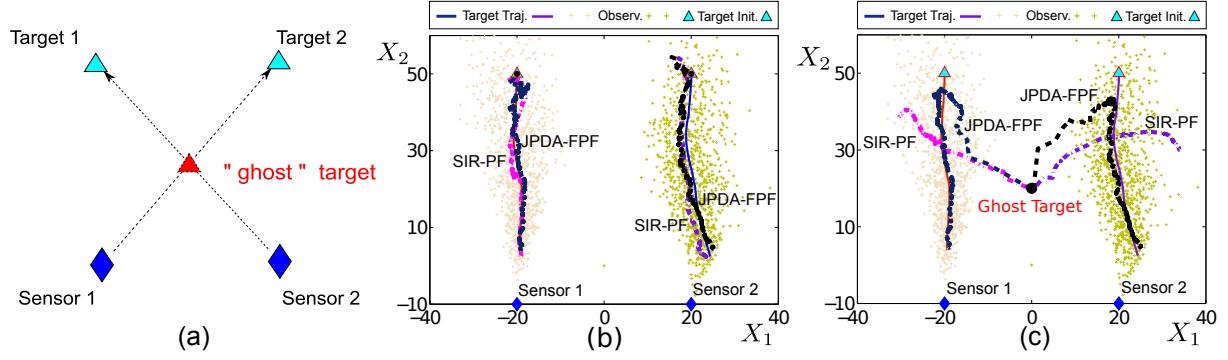 Target 1
Target 2
" ghost " target
Sensor 1
Sensor 2
(a)
Target Traj. Observ. Target Init.
X2
50
30
10
−10
−40 −20 0 20 40
SIR-PF
JPDA-FPF
JPDA-FPF
SIR-PF
Sensor 1
Sensor 2
X1
(b)
Target Traj. Observ. Target Init.
X2
50
30
10
−10
−40 −20 0 20 40
JPDA-FPF
SIR-PF
SIR-PF
JPDA-FPF
Ghost Target
Sensor 1
Sensor 2
X1
(c)